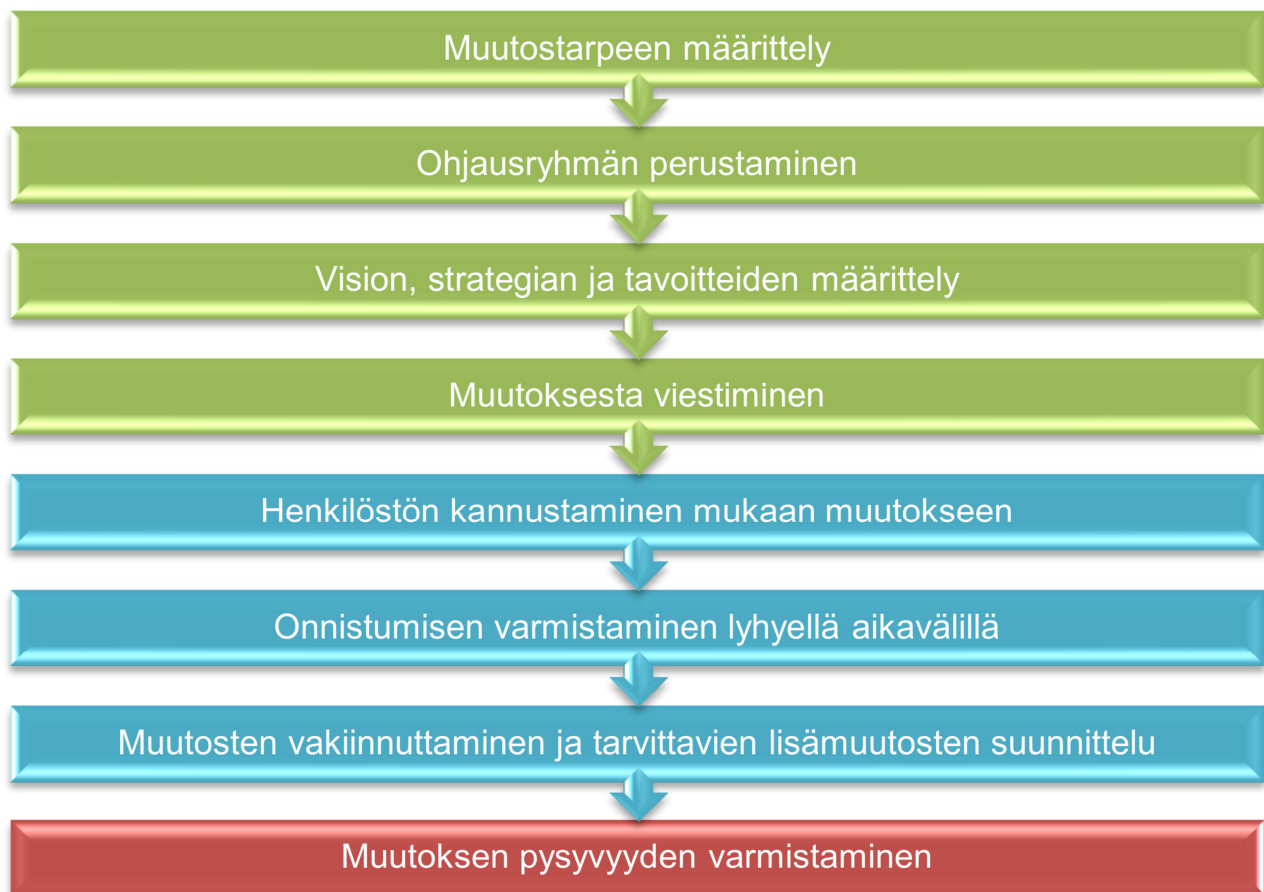 Muutostarpeen määrittely
Ohjausryhmän perustaminen
Vision, strategian ja tavoitteiden määrittely
Muutoksesta viestiminen
Henkilöstön kannustaminen mukaan muutokseen
Onnistumisen varmistaminen lyhyellä aikavälillä
Muutosten vakiinnuttaminen ja tarvittavien lisämuutosten suunnittelu
Muutoksen pysyvyyden varmistaminen